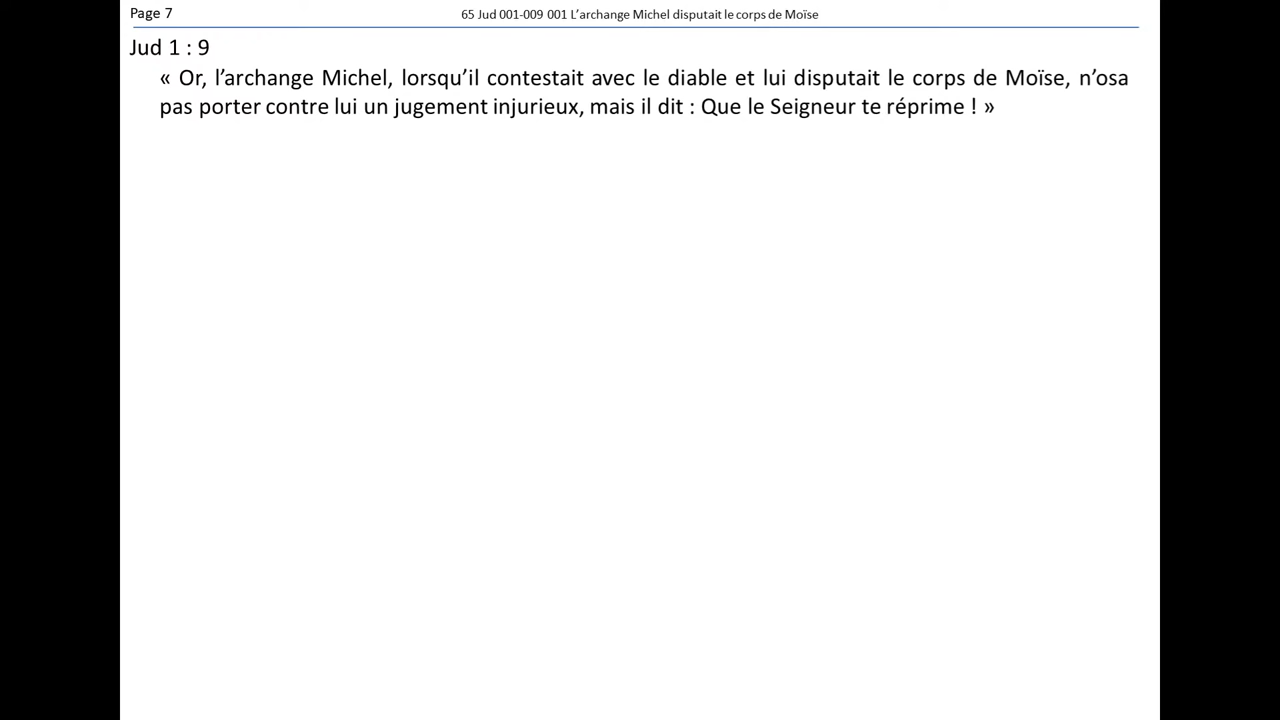 Page 7
65 Jud 001-009 001 L’archange Michel disputait le corps de Moïse
Jud 1 : 9
« Or, l’archange Michel, lorsqu’il contestait avec le diable et lui disputait le corps de Moïse, n’osa
pas porter contre lui un jugement injurieux, mais il dit : Que le Seigneur te réprime ! »